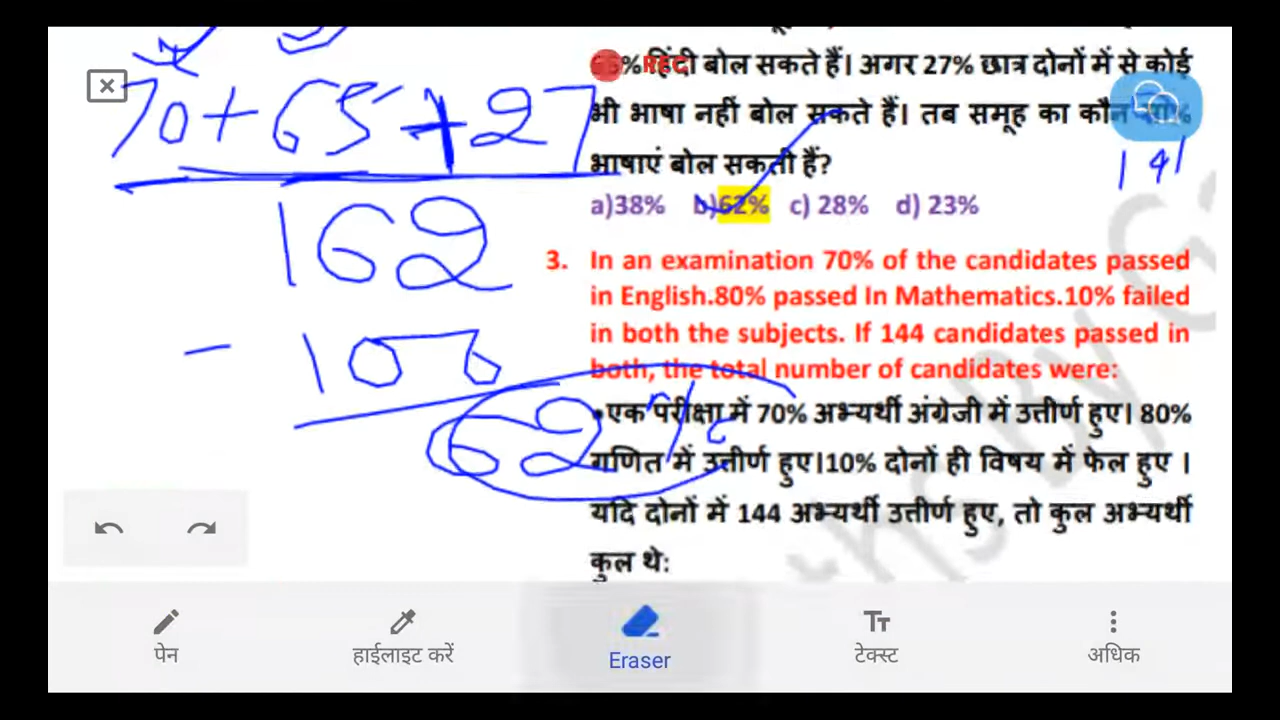 70+65+27
162
- 100
62%
65% हिंदी बोल सकते हैं। अगर 27% छात्र दोनों में से कोई
REC
भी भाषा नहीं बोल सकते हैं। तब समूह का कौन सा%
भाषाएं बोल सकती हैं?
a)38% b)62% c) 28% d) 23%
3. In an examination 70% of the candidates passed
in English.80% passed In Mathematics.10% failed
in both the subjects. If 144 candidates passed in
both, the total number of candidates were:
•एक परीक्षा में 70% अभ्यर्थी अंग्रेजी में उत्तीर्ण हुए। 80%
गणित में उत्तीर्ण हुए।10% दोनों ही विषय में फेल हुए ।
यदि दोनों में 144 अभ्यर्थी उत्तीर्ण हुए, तो कुल अभ्यर्थी
कुल थे:
पेन
हाईलाइट करें
Eraser
Tт
टेक्स्ट
अधिक